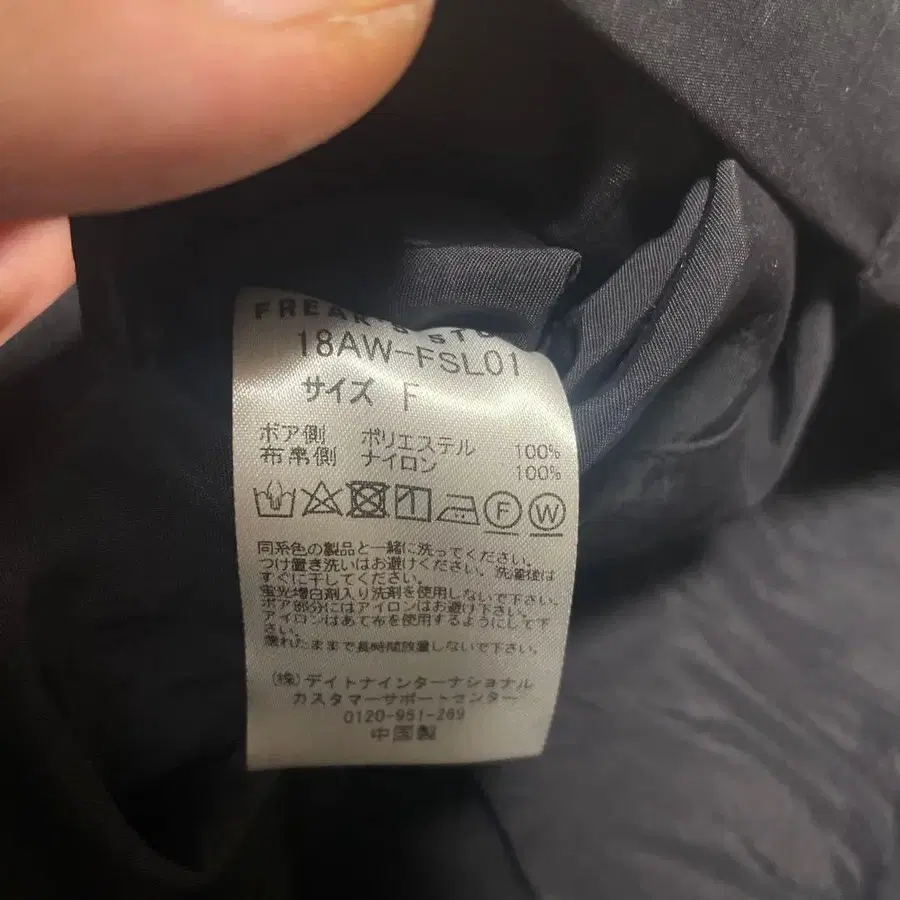 FREAK'S STO
18AW-FSL01
サイズ F
ボア側 ポリエステル 100%
布帛側 ナイロン 100%
F W
同系色の製品と一緒に洗ってください。
つけ置き洗いはお避けください。洗濯後は
すぐに干してください。
蛍光増白剤入り洗剤を使用しないで下さい。
ボア部分にはアイロンはお避け下さい。
アイロンはあて布を使用するようにして下
さい。
濡れたままで長時間放置しないで下さい。
(株)デイトナインターナショナル
カスタマーサポートセンター
0120-951-269
中国製